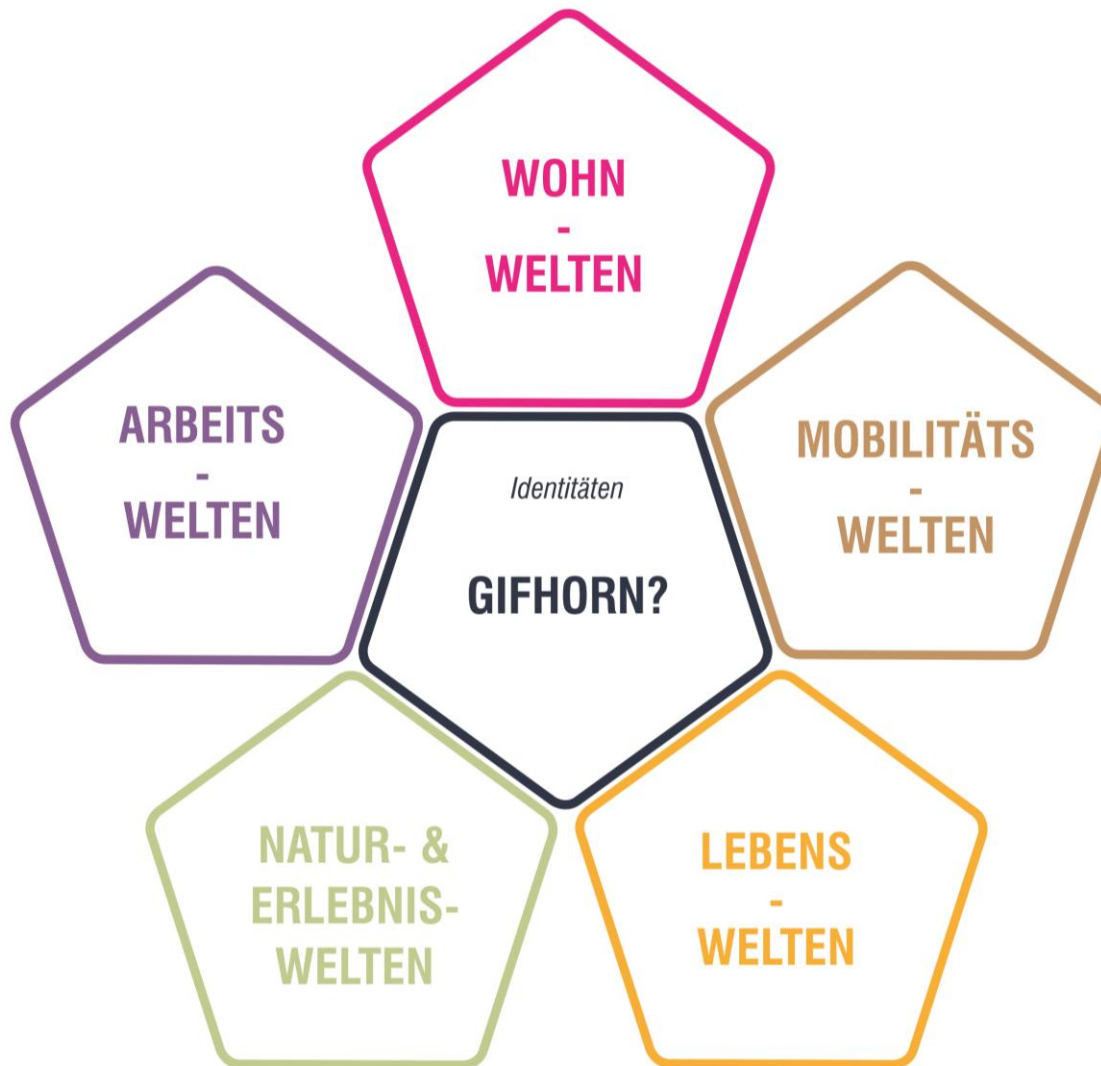 WOHN
-
WELTEN
ARBEITS
-
WELTEN
MOBILITÄTS
-
WELTEN
Identitäten
GIFHORN?
NATUR- &
ERLEBNIS-
WELTEN
LEBENS
-
WELTEN